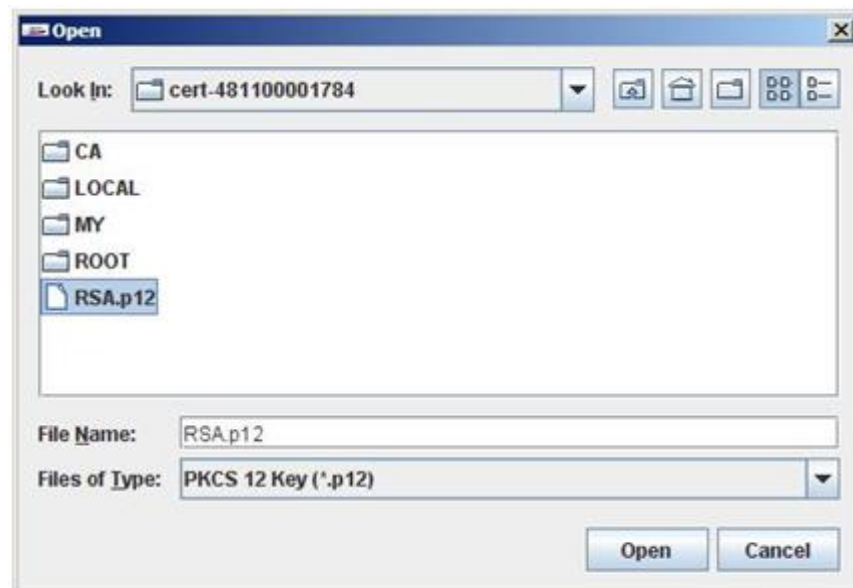 Open
Look In: cert-481100001784
CA
LOCAL
MY
ROOT
RSA.p12
File Name: RSA.p12
Files of Type: PKCS 12 Key (*.p12)
Open Cancel